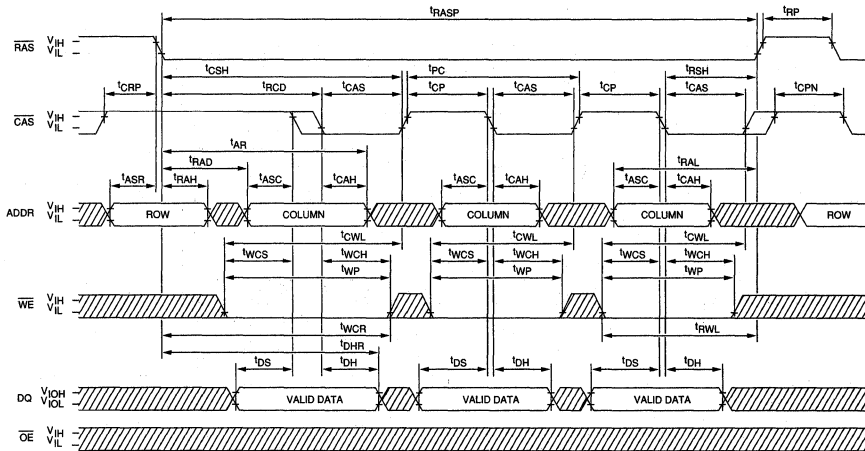 tRASP
tRP
RAS VIH
VIL
tCSH
tPC
tRSH
tCRP tRCD tCAS tCP tCAS tCP tCAS tCPN
CAS VIH
VIL
tAR
tRAD tRAL
tASR tRAH tASC tCAH tASC tCAH tASC tCAH
ADDR VIH
VIL
ROW COLUMN COLUMN COLUMN ROW
tCWL tCWL tCWL
tWCS tWCH tWCS tWCH tWCS tWCH
tWP tWP tWP
WE VIH
VIL
tWCR tRWL
tDHR
tDS tDH tDS tDH tDS tDH
DQ VIOH
VIOL
VALID DATA VALID DATA VALID DATA
OE VIH
VIL